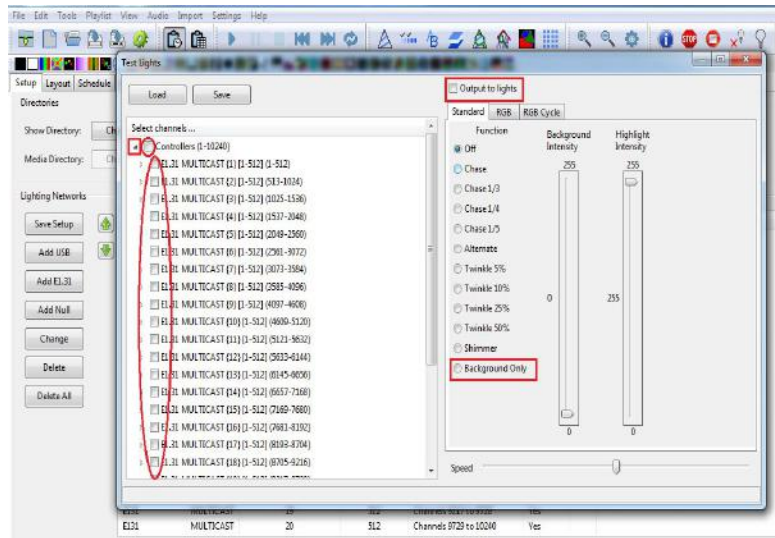 File Edit Tools Playlist View Audio Import Settings Help
Test Lights
Setup Layout Schedule
Directories
Show Directory: Ch
Media Directory: Ch
Lighting Networks
Save Setup
Add USB
Add E1.31
Add Null
Change
Delete
Delete All
Load Save
Select channels ...
Controllers (1-10240)
E1.31 MULTICAST {1} [1-512] (1-512)
E1.31 MULTICAST {2} [1-512] (513-1024)
E1.31 MULTICAST {3} [1-512] (1025-1536)
E1.31 MULTICAST {4} [1-512] (1537-2048)
E1.31 MULTICAST {5} [1-512] (2049-2560)
E1.31 MULTICAST {6} [1-512] (2561-3072)
E1.31 MULTICAST {7} [1-512] (3073-3584)
E1.31 MULTICAST {8} [1-512] (3585-4096)
E1.31 MULTICAST {9} [1-512] (4097-4608)
E1.31 MULTICAST {10} [1-512] (4609-5120)
E1.31 MULTICAST {11} [1-512] (5121-5632)
E1.31 MULTICAST {12} [1-512] (5633-6144)
E1.31 MULTICAST {13} [1-512] (6145-6656)
E1.31 MULTICAST {14} [1-512] (6657-7168)
E1.31 MULTICAST {15} [1-512] (7169-7680)
E1.31 MULTICAST {16} [1-512] (7681-8192)
E1.31 MULTICAST {17} [1-512] (8193-8704)
E1.31 MULTICAST {18} [1-512] (8705-9216)
Output to lights
Standard RGB RGB Cycle
Function
Off
Chase
Chase 1/3
Chase 1/4
Chase 1/5
Alternate
Twinkle 5%
Twinkle 10%
Twinkle 25%
Twinkle 50%
Shimmer
Background Only
Background Intensity
255
0
0
Highlight Intensity
255
255
0
Speed
E131 MULTICAST 20 512 Channels 9729 to 10240 Yes